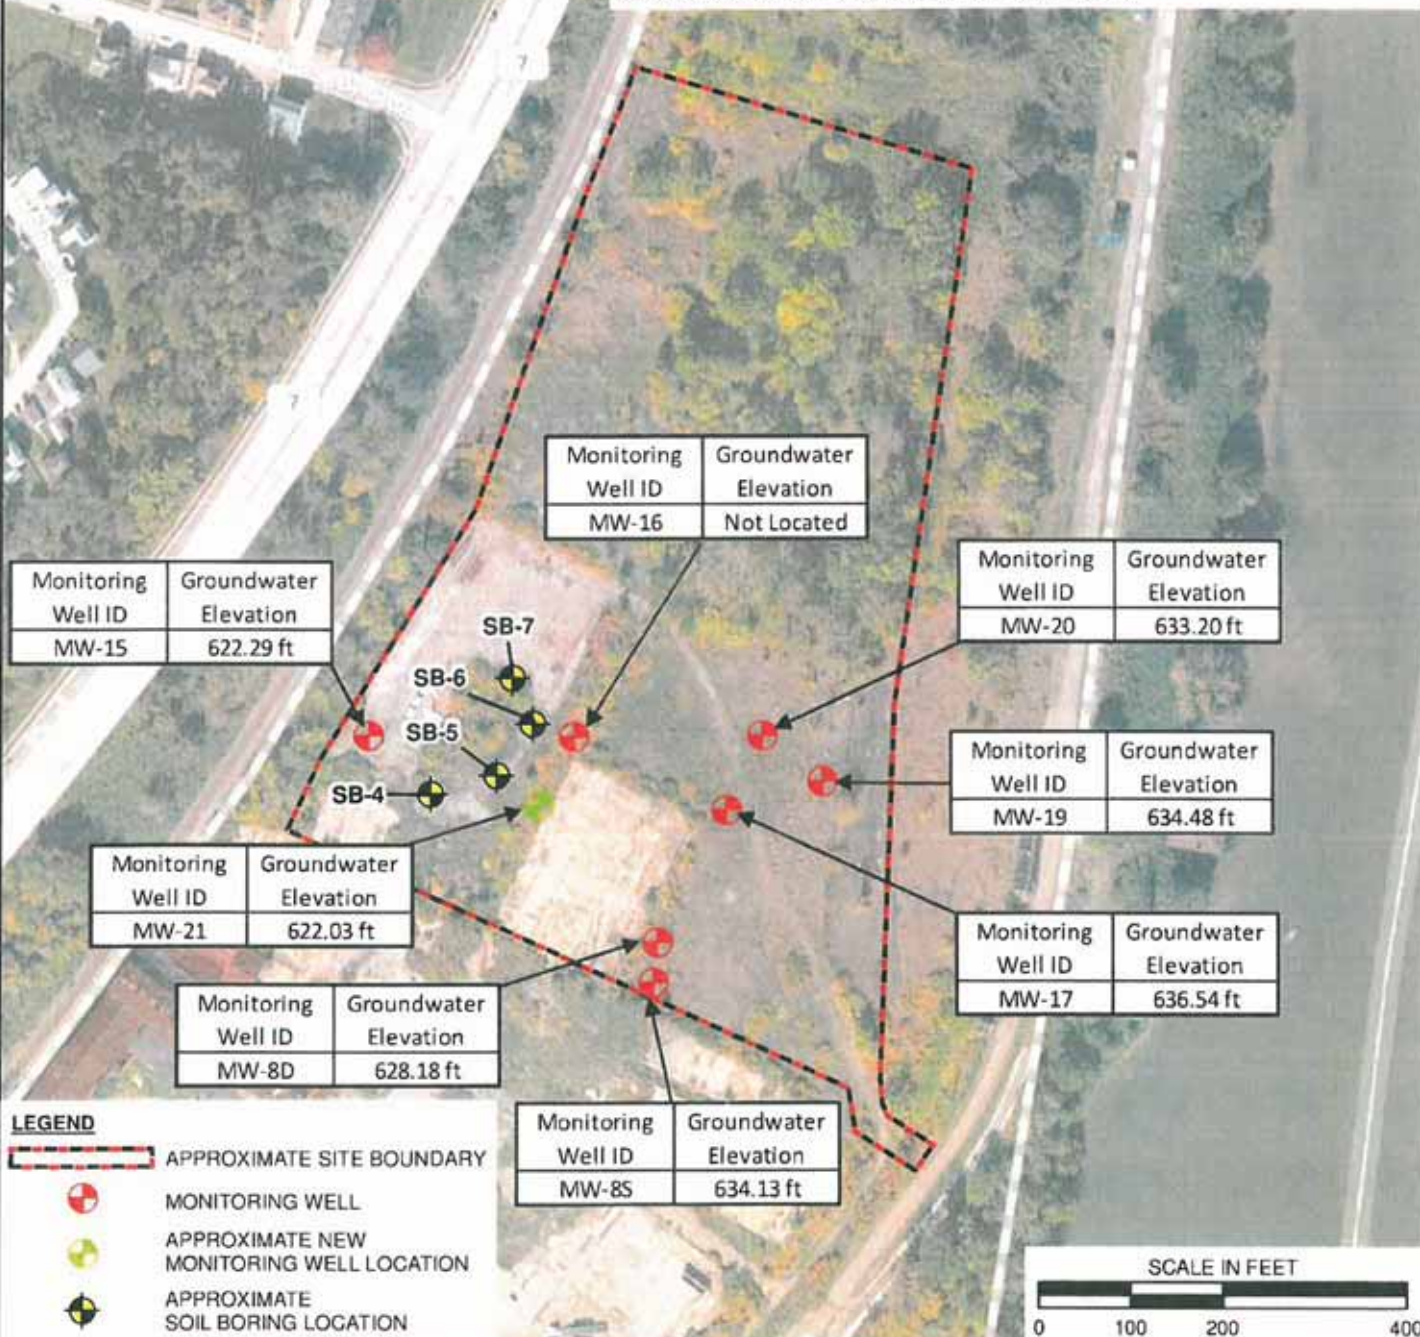 7
7
Monitoring Well ID Groundwater Elevation
MW-16 Not Located
Monitoring Well ID Groundwater Elevation
MW-15 622.29 ft
Monitoring Well ID Groundwater Elevation
MW-20 633.20 ft
SB-7
SB-6
SB-5
SB-4
Monitoring Well ID Groundwater Elevation
MW-19 634.48 ft
Monitoring Well ID Groundwater Elevation
MW-21 622.03 ft
Monitoring Well ID Groundwater Elevation
MW-17 636.54 ft
Monitoring Well ID Groundwater Elevation
MW-8D 628.18 ft
Monitoring Well ID Groundwater Elevation
MW-8S 634.13 ft
LEGEND
APPROXIMATE SITE BOUNDARY
MONITORING WELL
APPROXIMATE NEW
MONITORING WELL LOCATION
APPROXIMATE
SOIL BORING LOCATION
SCALE IN FEET
0 100 200 400